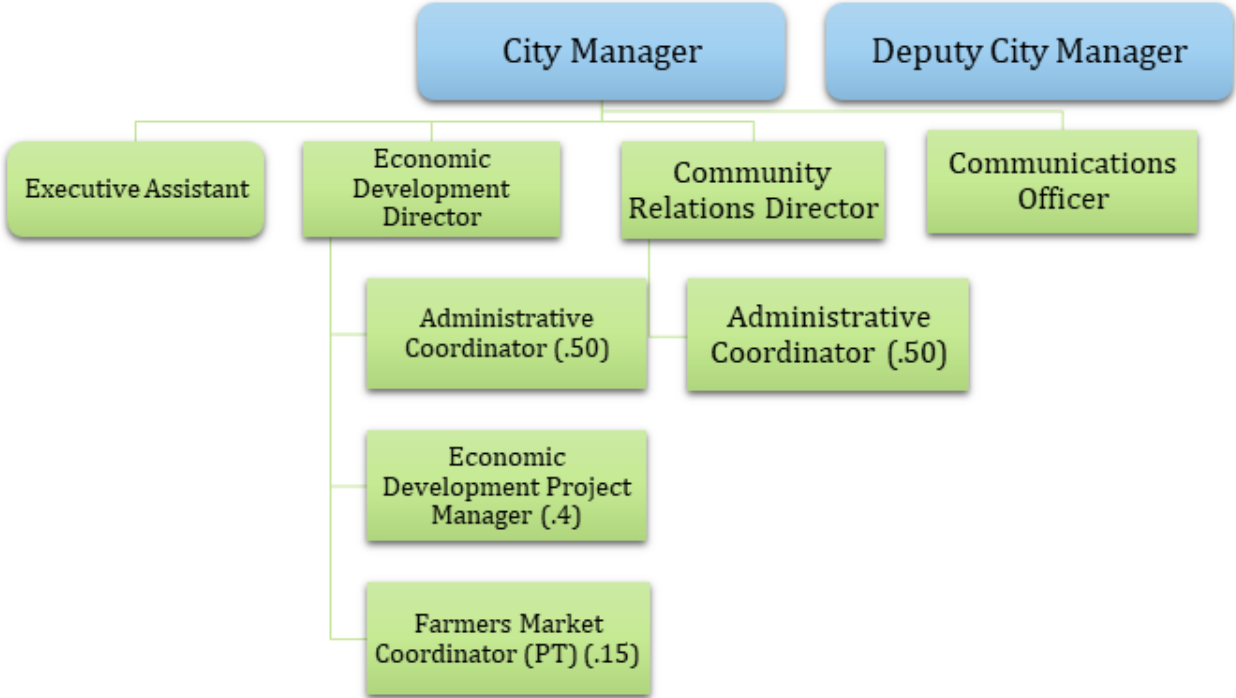 City Manager
Deputy City Manager
Executive Assistant
Economic
Development
Director
Community
Relations Director
Communications
Officer
Administrative
Coordinator (.50)
Administrative
Coordinator (.50)
Economic
Development Project
Manager (.4)
Farmers Market
Coordinator (PT) (.15)